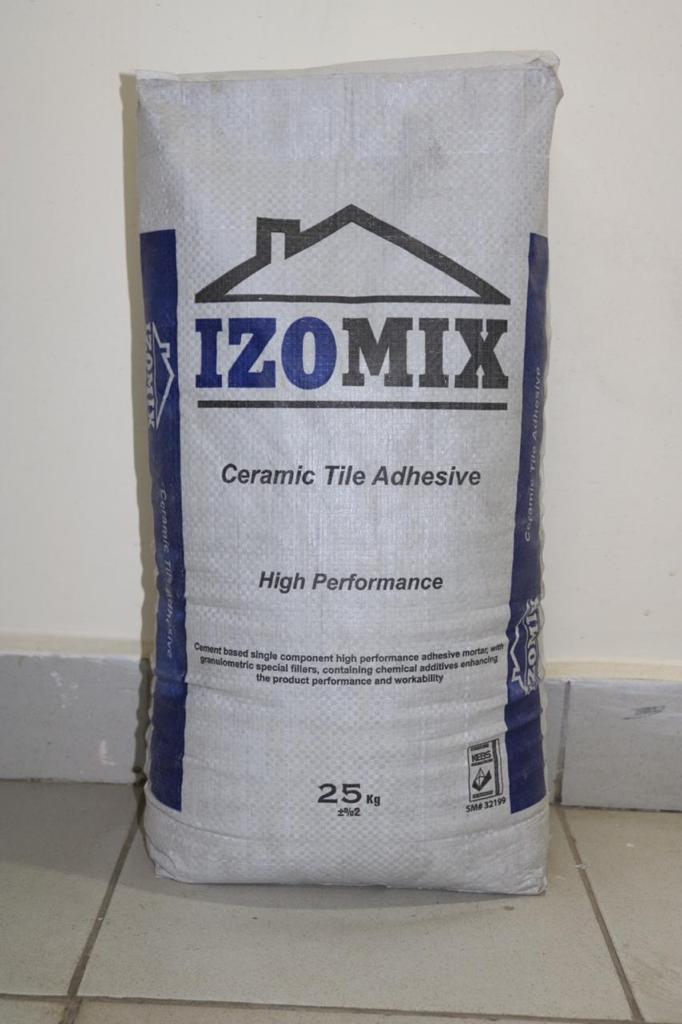 IZOMIX
Ceramic Tile Adhesive
High Performance
Cement based single component high performance adhesive mortar, with
granulometric special fillers, containing chemical additives enhancing
the product performance and workability
25 Kg
±%2
KEBS
SM# 32199
IZOMIX
Ceramic Tile Adhesive
Ceramic Tile Adhesive
IZOMIX